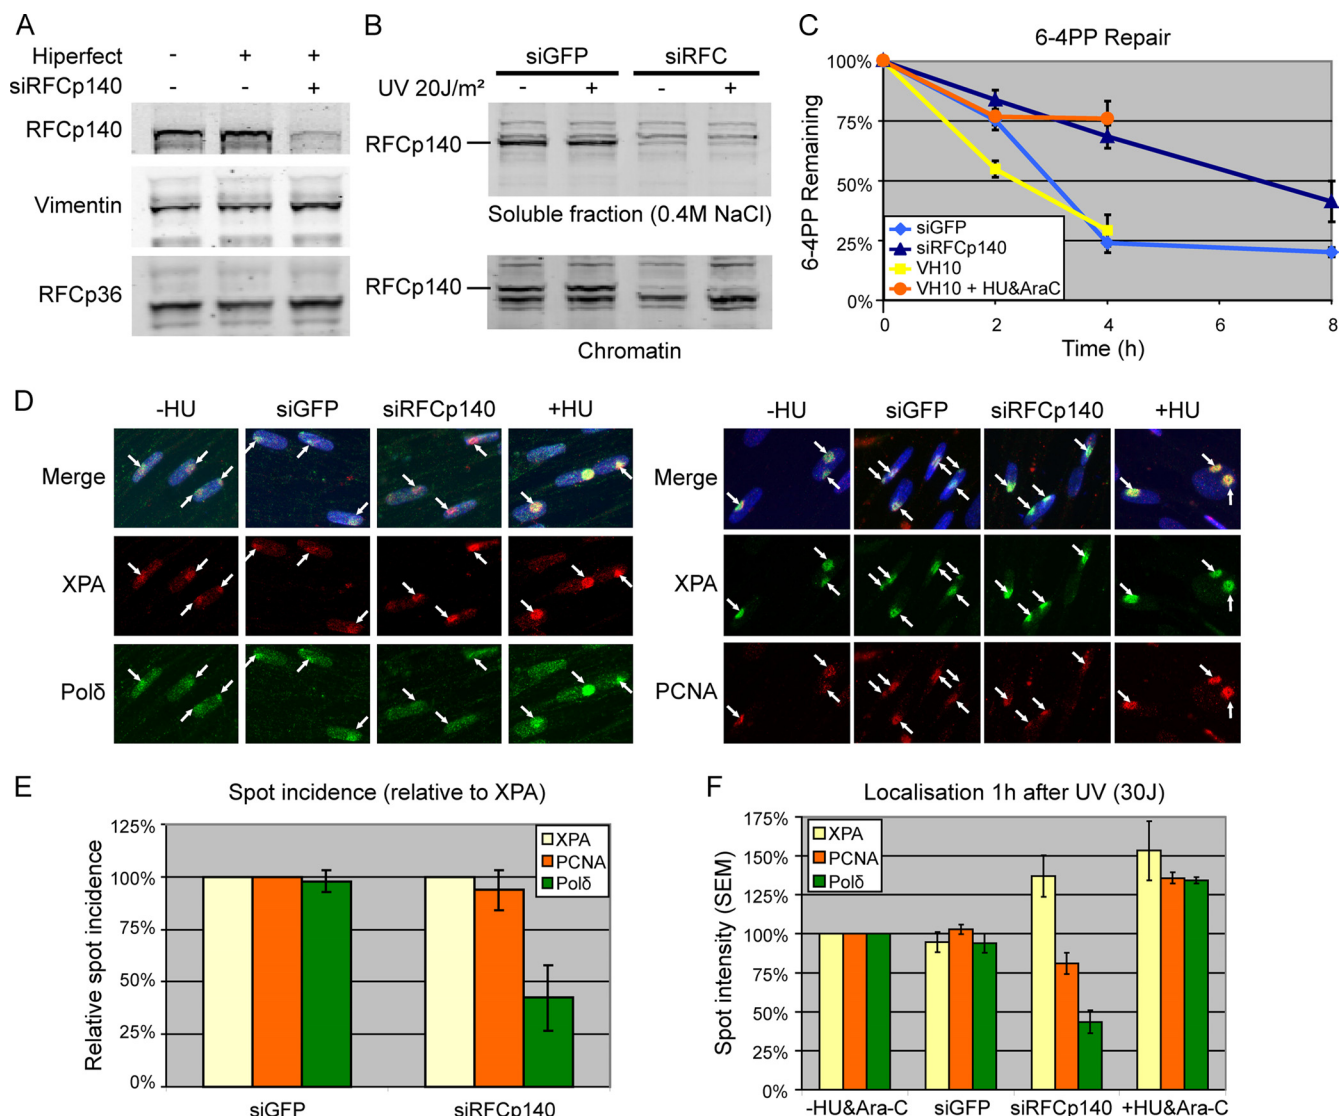 A
Hiperfect - + +
siRFCp140 - - +
RFCp140
Vimentin
RFCp36
B
siGFP siRFC
UV 20J/m² - + - +
RFCp140
Soluble fraction (0.4M NaCl)
RFCp140
Chromatin
C
6-4PP Repair
6-4PP Remaining
100%
75%
50%
25%
0%
siGFP
siRFCp140
VH10
VH10 + HU&AraC
0 2 4 6 8
Time (h)
D
-HU siGFP siRFCp140 +HU
Merge
XPA
Polδ
-HU siGFP siRFCp140 +HU
Merge
XPA
PCNA
E
Spot incidence (relative to XPA)
Relative spot incidence
125%
100%
75%
50%
25%
0%
XPA
PCNA
Polδ
siGFP siRFCp140
F
Localisation 1h after UV (30J)
Spot intensity (SEM)
175%
150%
125%
100%
75%
50%
25%
0%
XPA
PCNA
Polδ
-HU&Ara-C siGFP siRFCp140 +HU&Ara-C